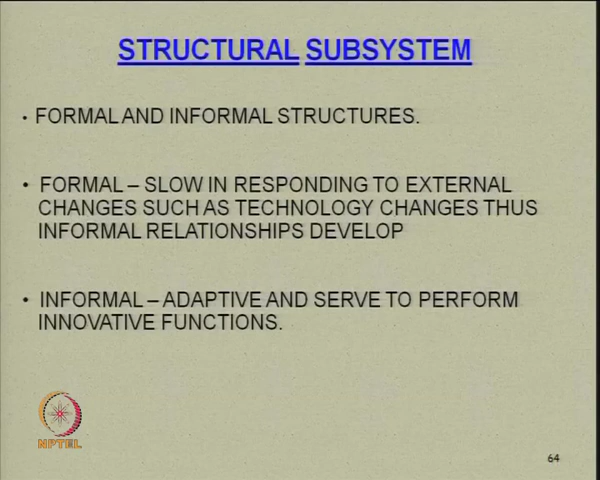 STRUCTURAL SUBSYSTEM
• FORMAL AND INFORMAL STRUCTURES.
• FORMAL – SLOW IN RESPONDING TO EXTERNAL
CHANGES SUCH AS TECHNOLOGY CHANGES THUS
INFORMAL RELATIONSHIPS DEVELOP
• INFORMAL – ADAPTIVE AND SERVE TO PERFORM
INNOVATIVE FUNCTIONS.
NPTEL
64